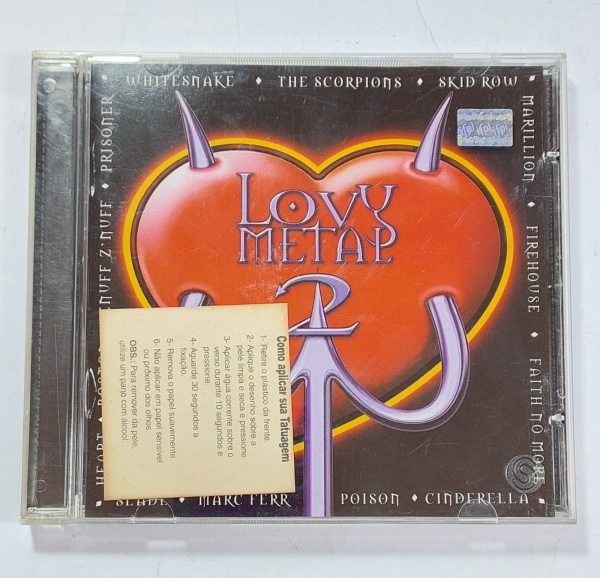 WHITESNAKE ♦ THE SCORPIONS ♦ SKID ROW
MARILLION ♦ FIREHOUSE ♦ FAITH NO MORE
PRISONER
ENUFF Z'NUFF
HEART
SLADE ♦ MARC FERR
POISON ♦ CINDERELLA
LOVY
METAL
2
Como aplicar sua Tatuagem
1- Retire o plástico da frente
2- Aplique o desenho sobre a
pele limpa e seca e pressione
3- Aplicar água corrente sobre o
verso durante 10 segundos e
pressione.
4- Aguarde 30 segundos a
fixação.
5- Remova o papel suavemente.
6- Não aplicar em papel sensível
ou próximo dos olhos.
OBS.: Para remover da pele,
utilize um pano com álcool